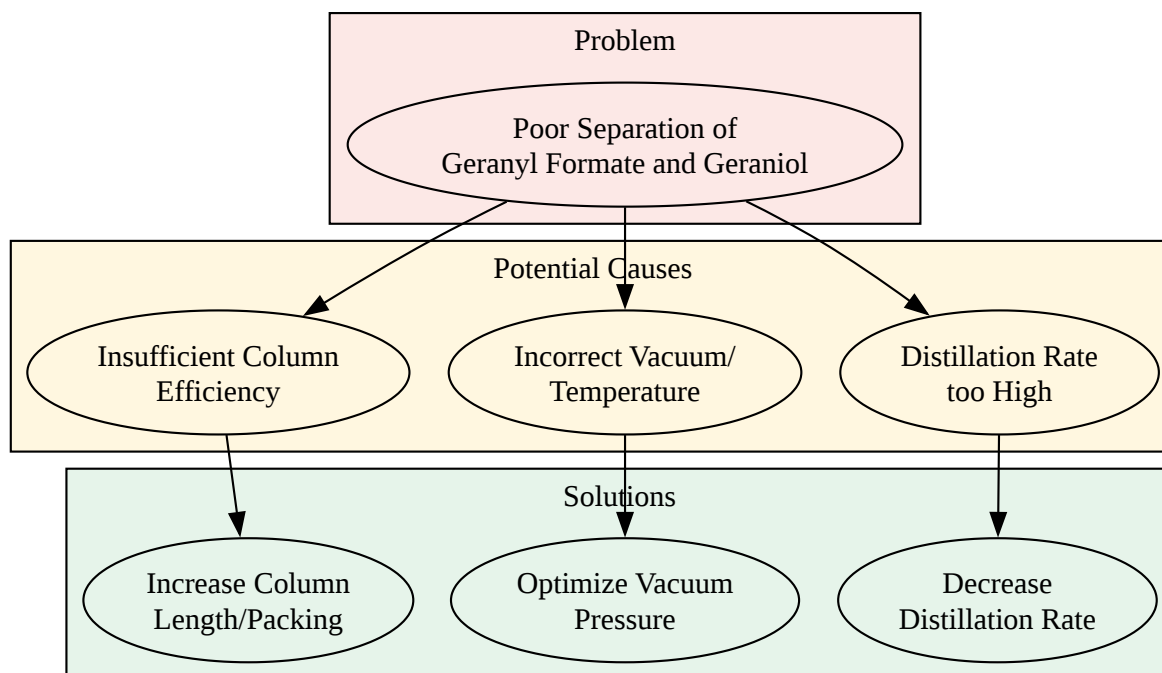 Problem
Poor Separation of
Geranyl Formate and Geraniol
Potential Causes
Insufficient Column
Efficiency
Incorrect Vacuum/
Temperature
Distillation Rate
too High
Solutions
Increase Column
Length/Packing
Optimize Vacuum
Pressure
Decrease
Distillation Rate